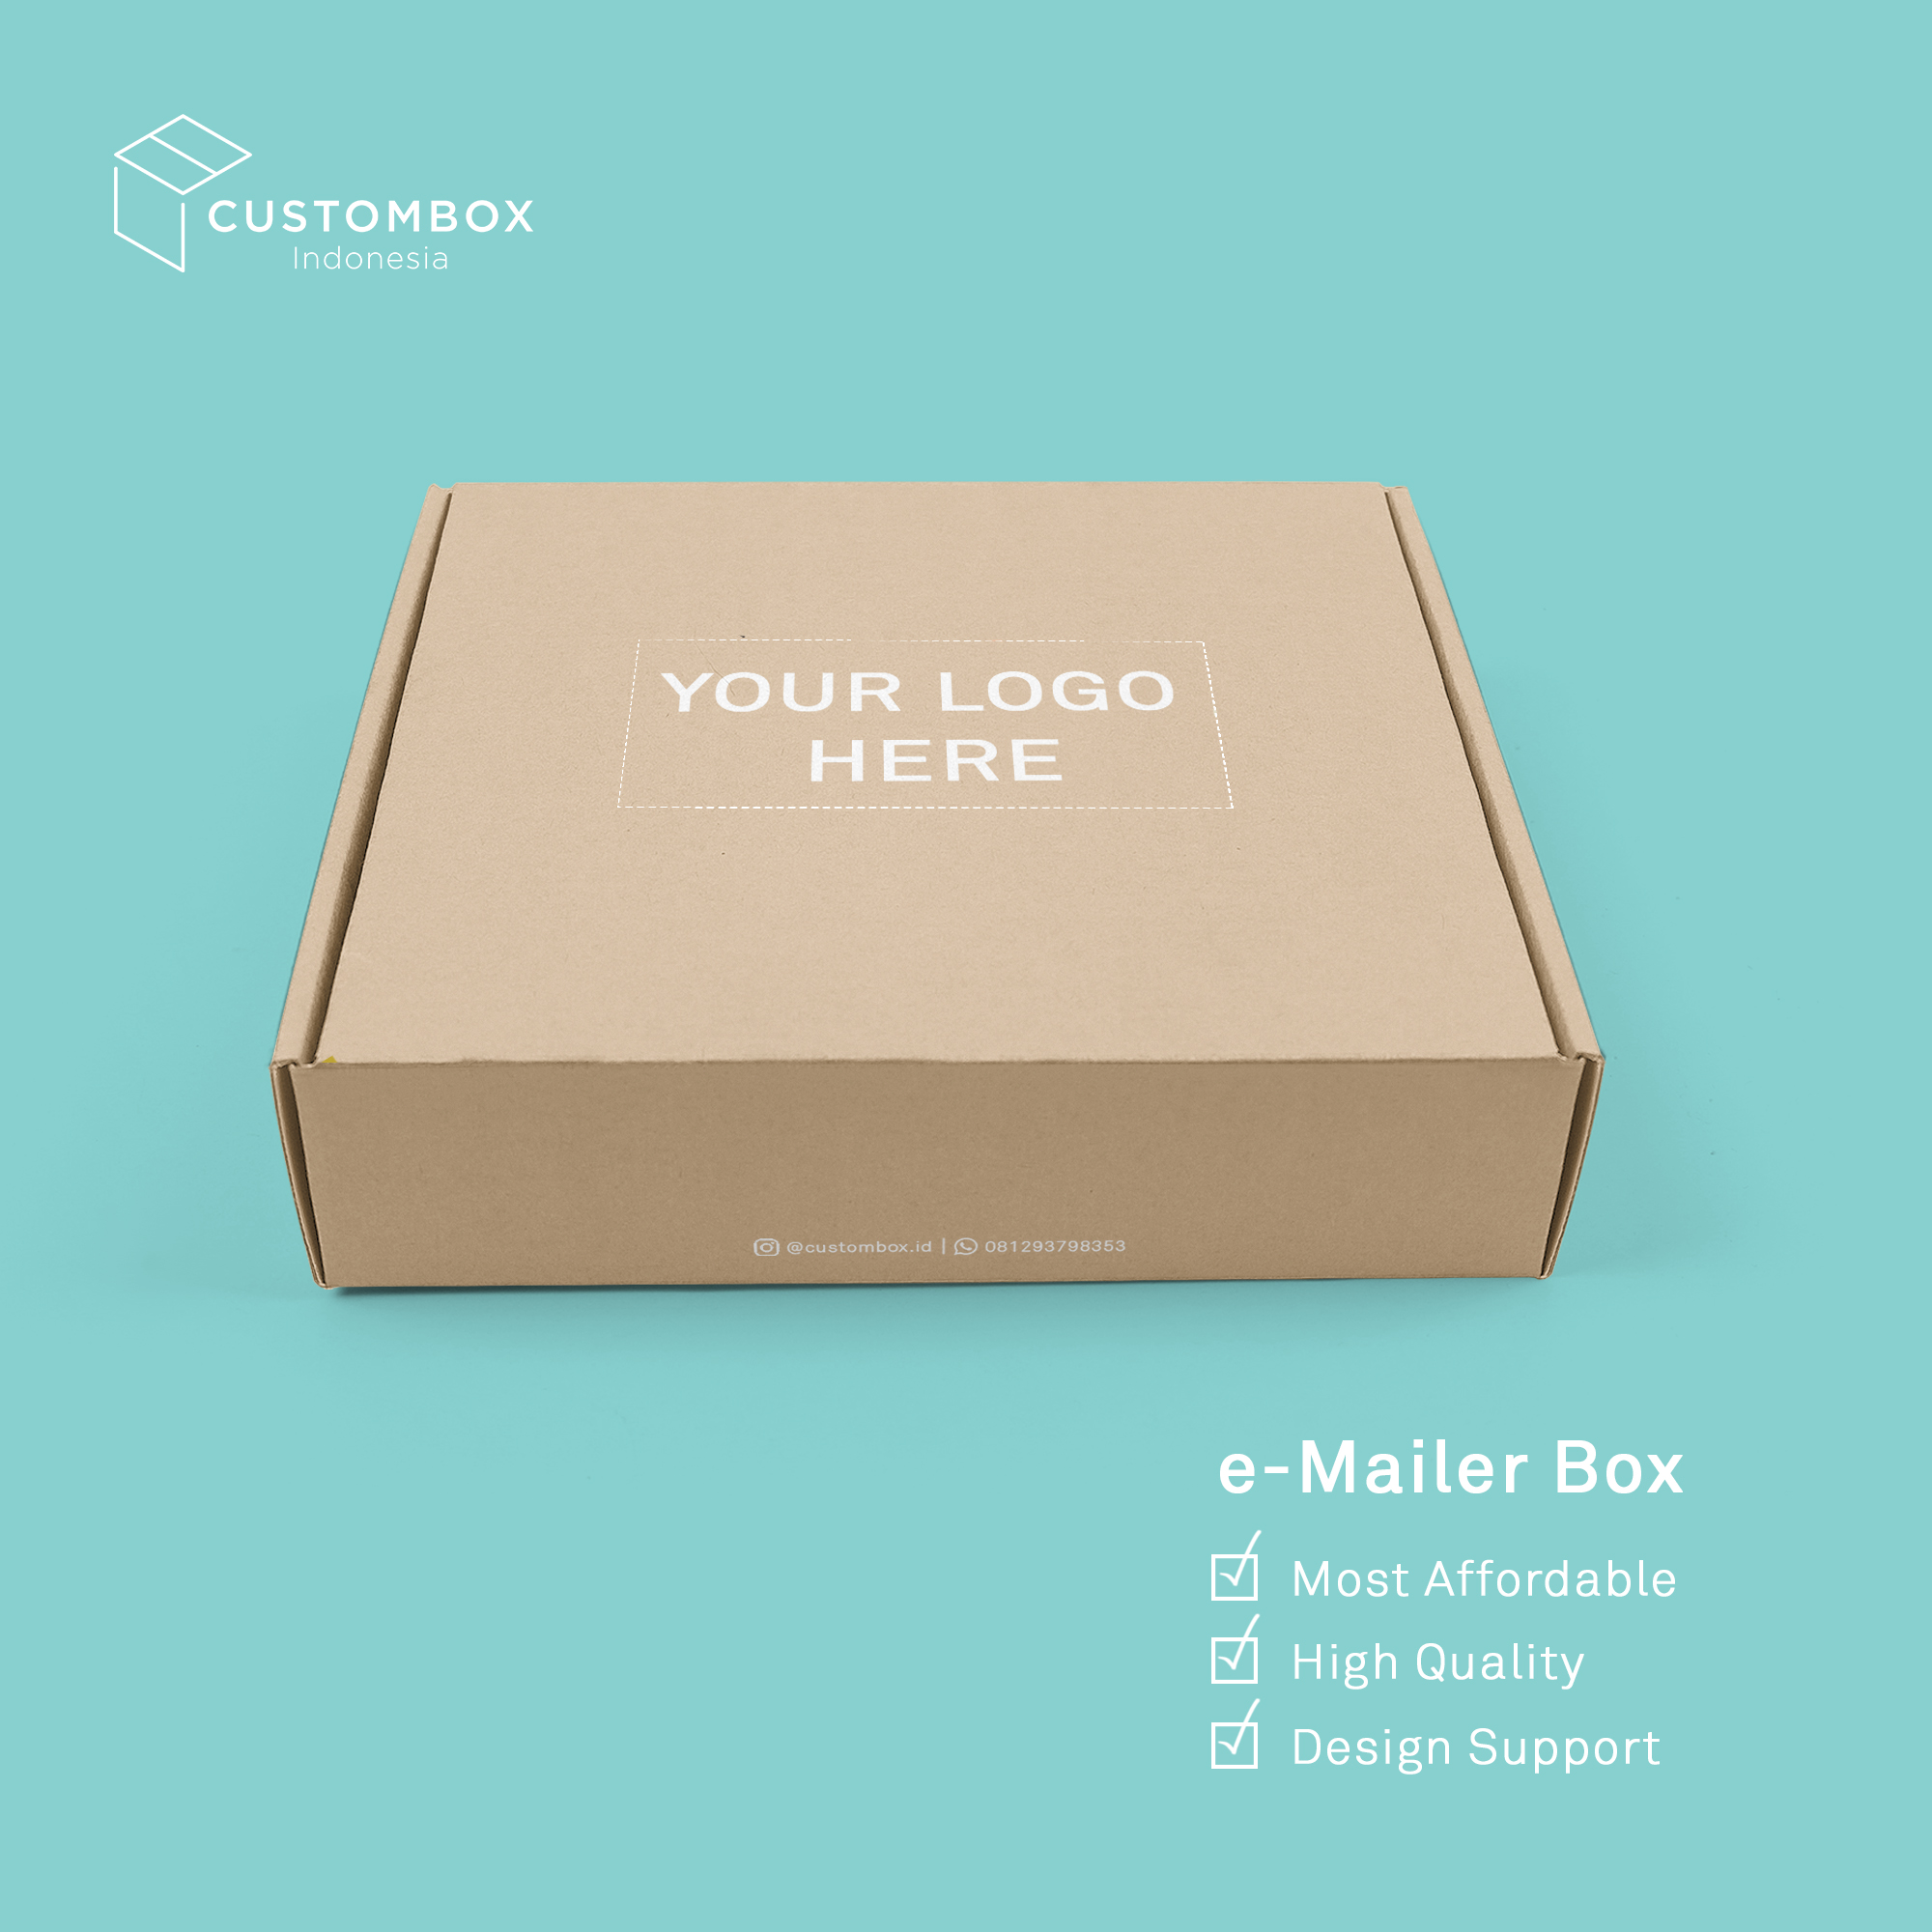 CUSTOMBOX
Indonesia
YOUR LOGO
HERE
@custombox.id | 081293798353
e-Mailer Box
Most Affordable
High Quality
Design Support